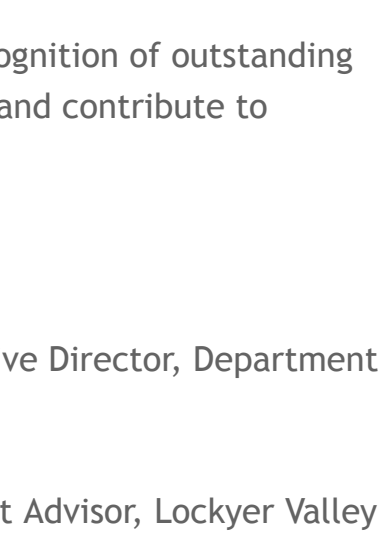 ognition of outstanding
and contribute to
ve Director, Department
t Advisor, Lockyer Valley